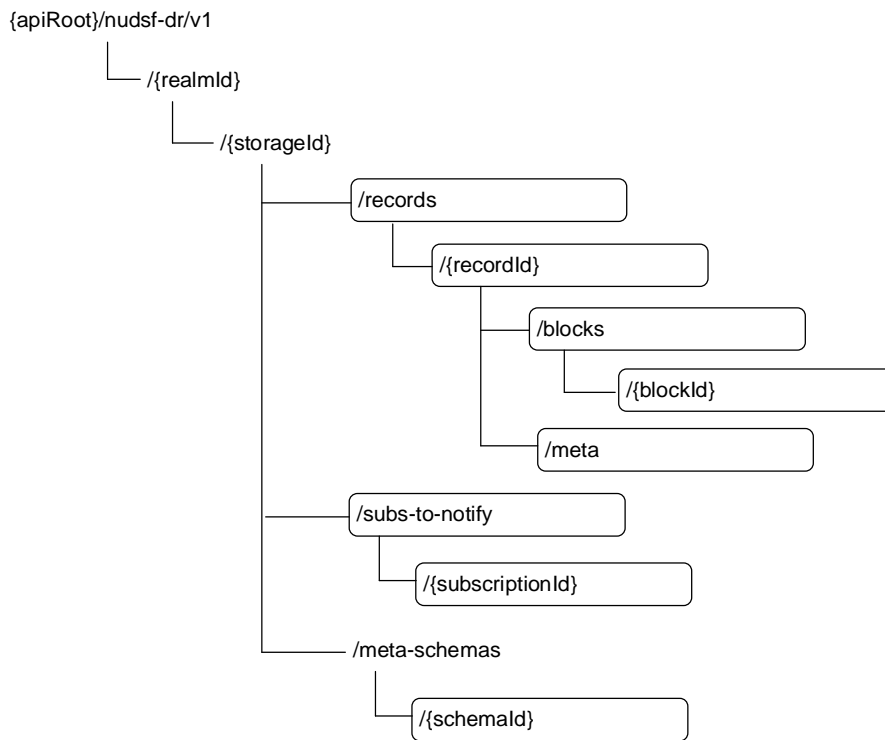 {apiRoot}/nudsf-dr/v1
/{realmId}
/{storageId}
/records
/{recordId}
/blocks
/{blockId}
/meta
/subs-to-notify
/{subscriptionId}
/meta-schemas
/{schemaId}